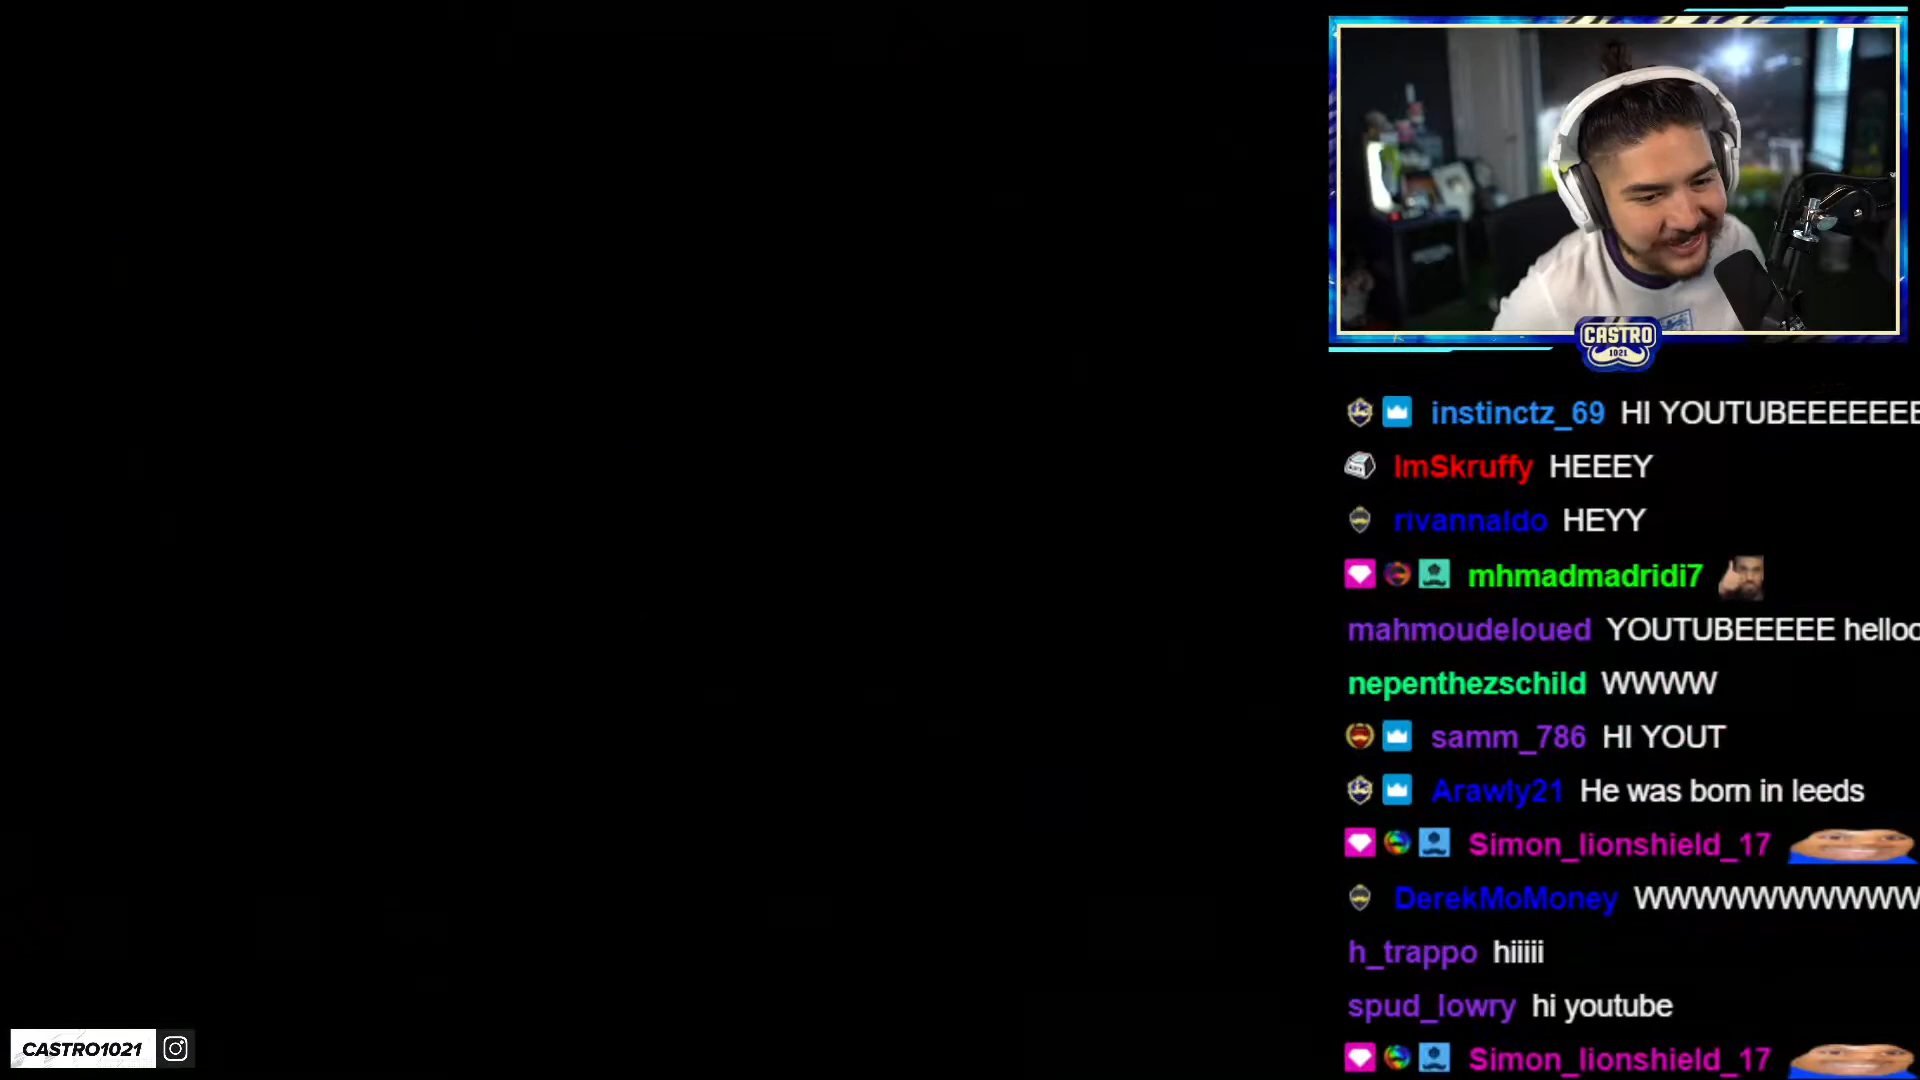 CASTRO
1021
instinctz_69 HI YOUTUBEEEEEEE
ImSkruffy HEEEY
rivannaldo HEYY
mhmadmadridi7
mahmoudeloued YOUTUBEEEEE helloo
nepenthezschild WWWW
samm_786 HI YOUT
Arawly21 He was born in leeds
Simon_lionshield_17
DerekMoMoney WWWWWWWWWWW
h_trappo hiiiii
spud_lowry hi youtube
Simon_lionshield_17
CASTRO1021